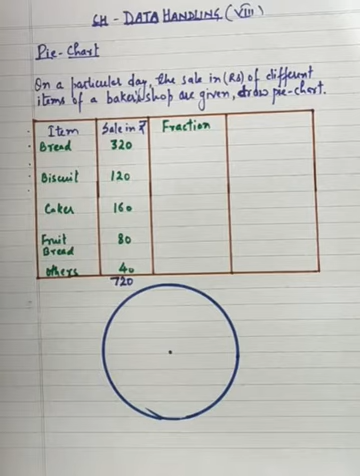 CH - DATA HANDLING (VIII)
Pie-Chart
On a particular day, the sale in (Rs) of different
items of a bakery shop are given, draw pie-chart.
Item Sale in ₹ Fraction
Bread 320
Biscuit 120
Cakes 160
Fruit Bread 80
others 40
720